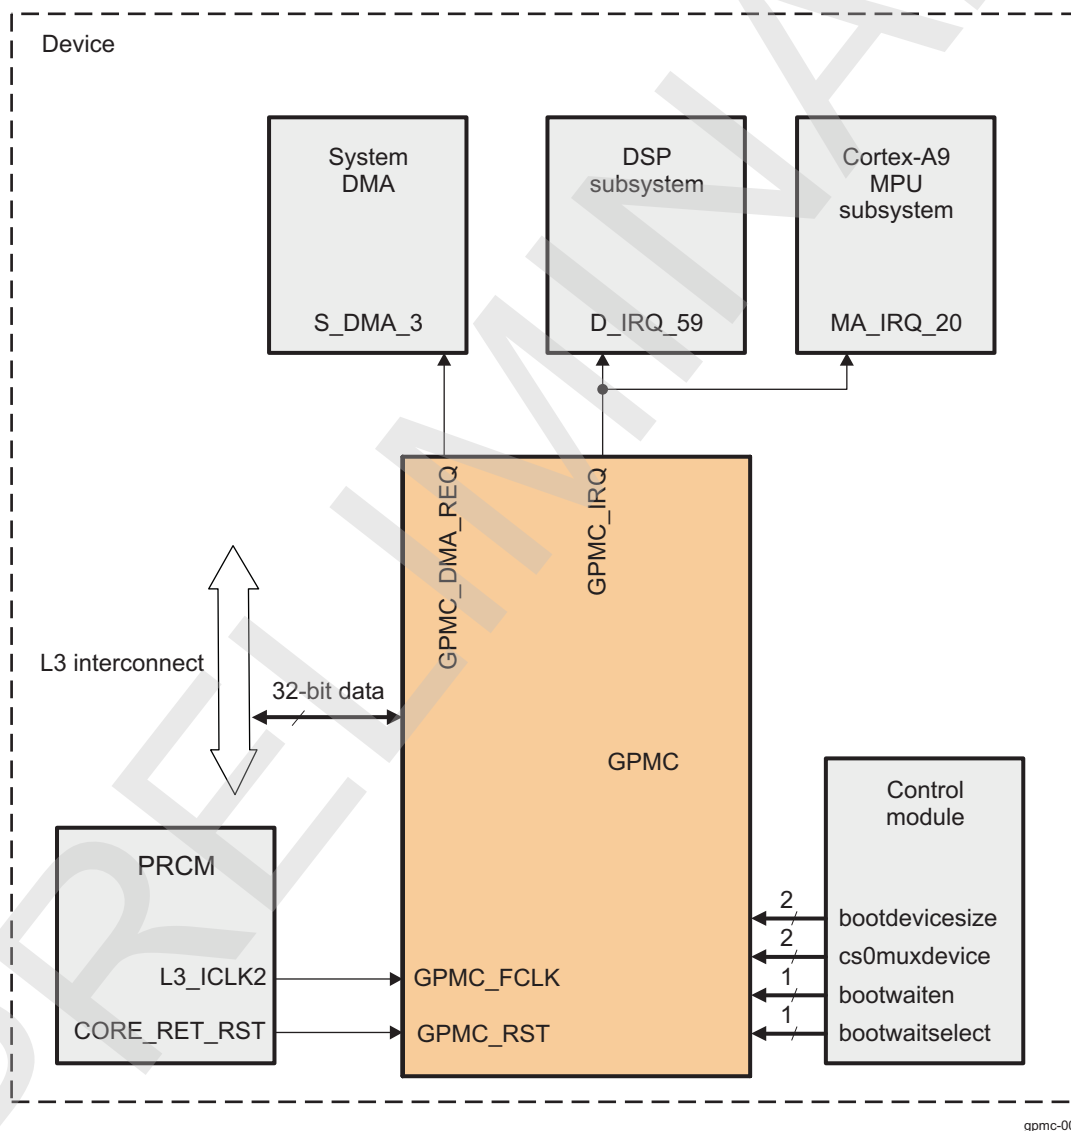 Device
System
DMA
S_DMA_3
DSP
subsystem
D_IRQ_59
Cortex-A9
MPU
subsystem
MA_IRQ_20
GPMC_DMA_REQ
GPMC_IRQ
L3 interconnect
32-bit data
GPMC
PRCM
L3_ICLK2
CORE_RET_RST
GPMC_FCLK
GPMC_RST
Control
module
2
bootdevicesize
2
cs0muxdevice
1
bootwaiten
1
bootwaitselect
PRELIMINA